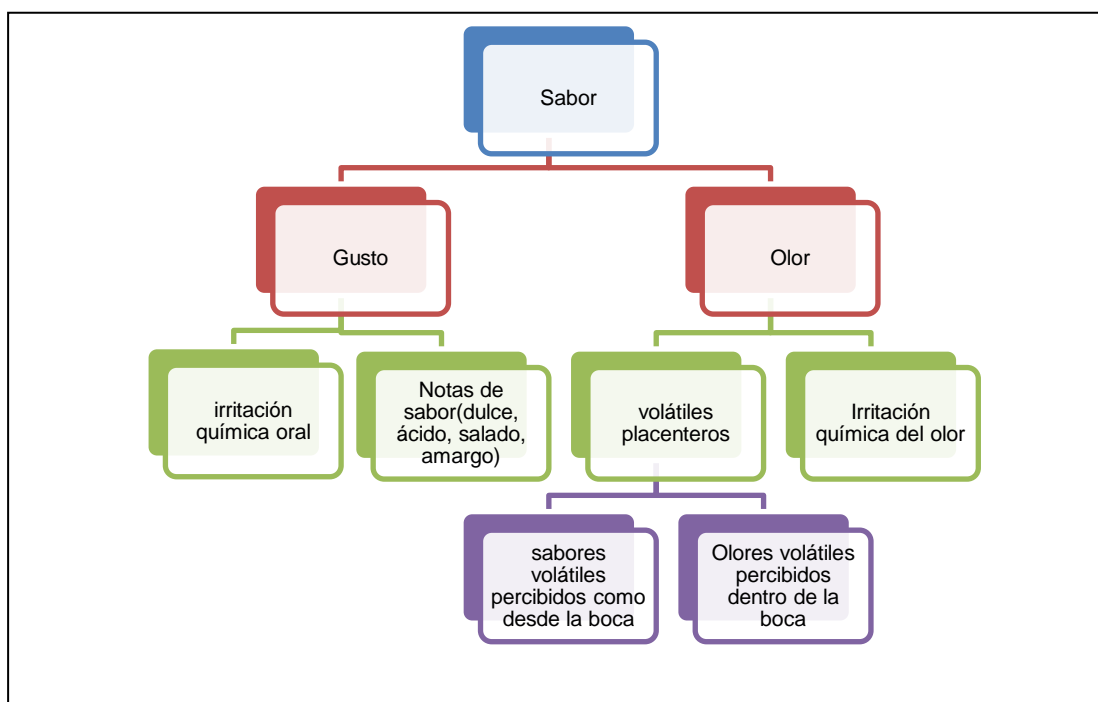 Sabor
Gusto
Olor
irritación
química oral
Notas de
sabor(dulce,
ácido, salado,
amargo)
volátiles
placenteros
Irritación
química del olor
sabores
volátiles
percibidos como
desde la boca
Olores volátiles
percibidos
dentro de la
boca